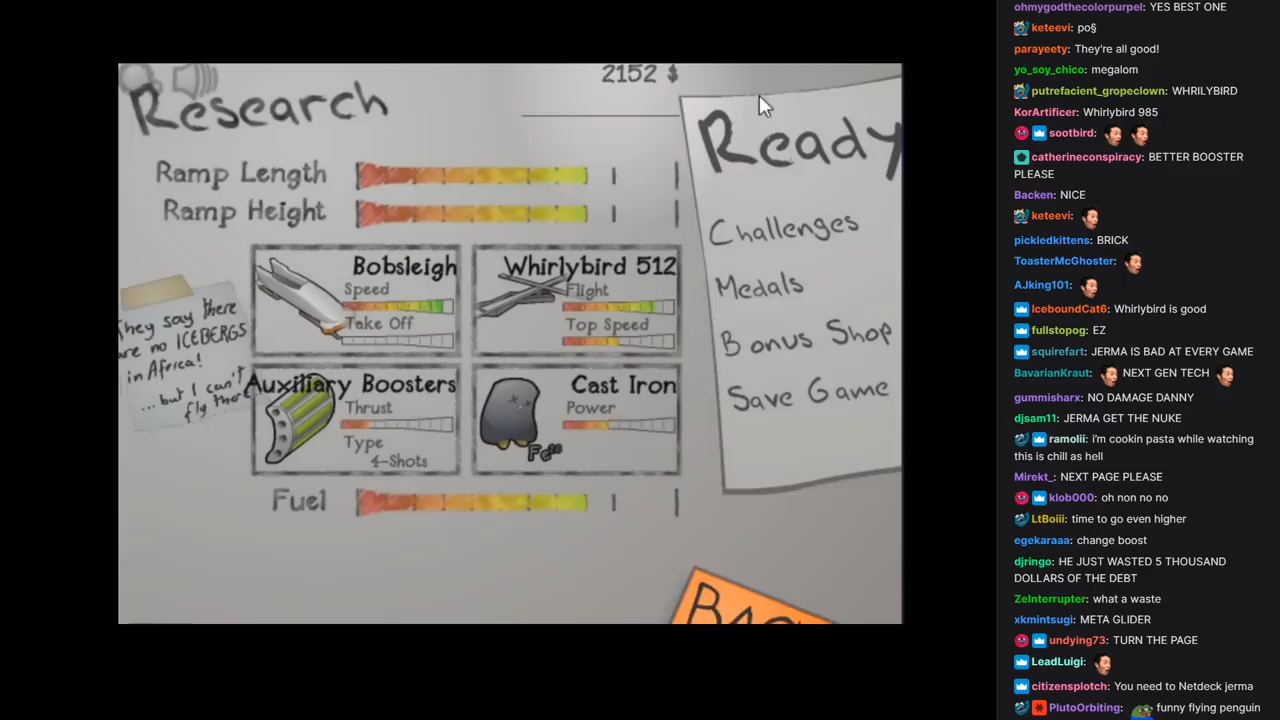 2152 $
Research
Ready
Ramp Length
Ramp Height
Challenges
Medals
Bonus Shop
Save Game
They say there
are no ICEBERGS
in Africa!
...but I can't
fly there
Bobsleigh
Speed
Take Off
Whirlybird 512
Flight
Top Speed
Auxiliary Boosters
Thrust
Type
4-Shots
Cast Iron
Power
Fe²⁶
Fuel
ohmygodthecolorpurpel: YES BEST ONE
keteevi: po§
parayeety: They're all good!
yo_soy_chico: megalom
putrefacient_gropeclown: WHRILYBIRD
KorArtificer: Whirlybird 985
sootbird:
catherineconspiracy: BETTER BOOSTER
PLEASE
Backen: NICE
keteevi:
pickledkittens: BRICK
ToasterMcGhoster:
AJking101:
IceboundCat6: Whirlybird is good
fullstopog: EZ
squirefart: JERMA IS BAD AT EVERY GAME
BavarianKraut: NEXT GEN TECH
gummisharx: NO DAMAGE DANNY
djsam11: JERMA GET THE NUKE
ramolii: i'm cookin pasta while watching
this is chill as hell
Mirekt_: NEXT PAGE PLEASE
klob000: oh non no no
LtBoiii: time to go even higher
egekaraaa: change boost
djringo: HE JUST WASTED 5 THOUSAND
DOLLARS OF THE DEBT
ZeInterrupter: what a waste
xkmintsugi: META GLIDER
undying73: TURN THE PAGE
LeadLuigi:
citizensplotch: You need to Netdeck jerma
PlutoOrbiting: funny flying penguin